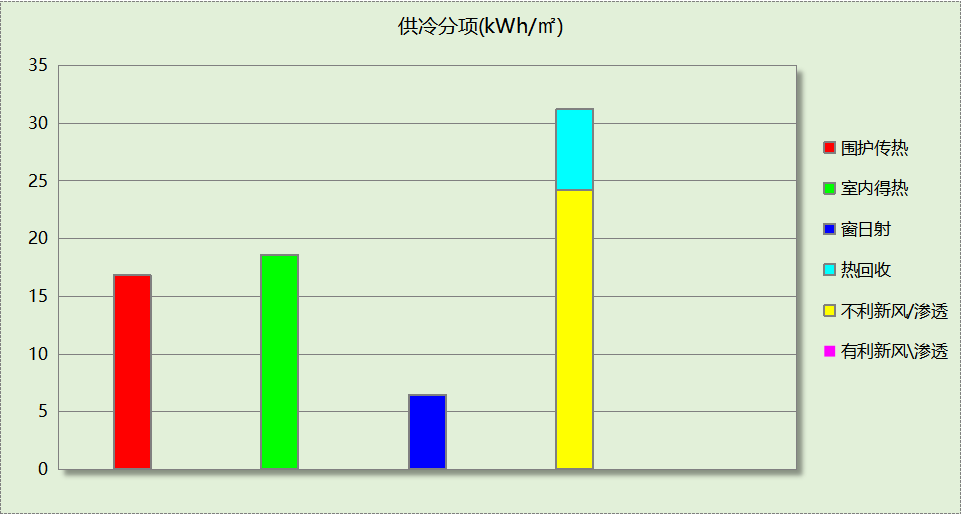 供冷分项(kWh/㎡)
35
30
25
20
15
10
5
0
围护传热
室内得热
窗日射
热回收
不利新风/渗透
有利新风\渗透